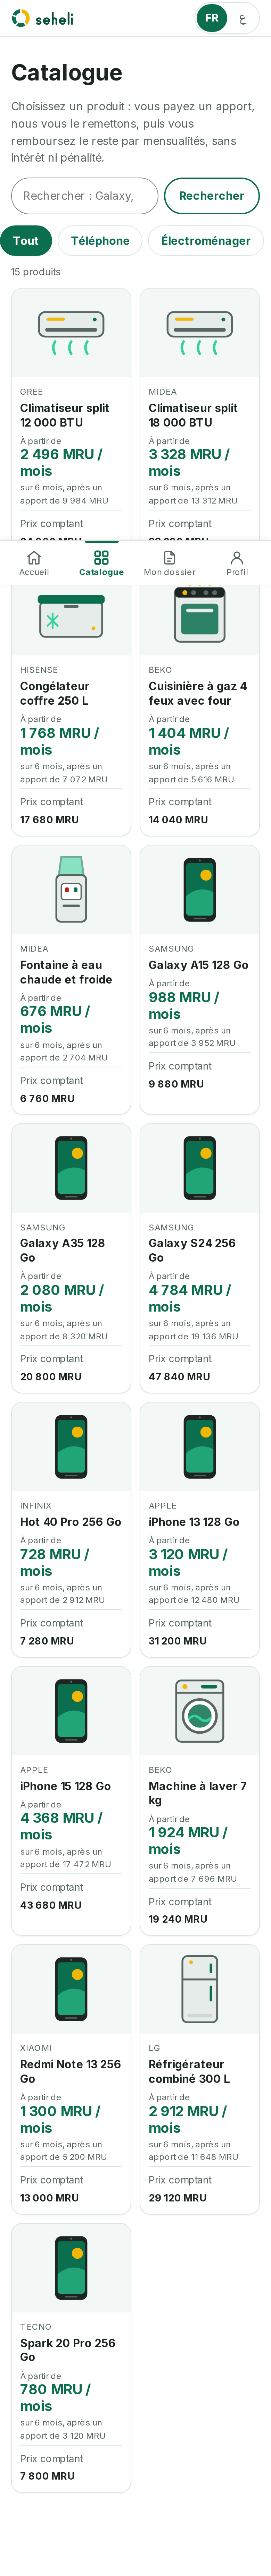 seheli
FR ع
Catalogue
Choisissez un produit : vous payez un apport,
nous vous le remettons, puis vous
remboursez le reste par mensualités, sans
intérêt ni pénalité.
Rechercher : Galaxy,
Rechercher
Tout Téléphone Électroménager
15 produits
GREE
Climatiseur split
12 000 BTU
À partir de
2 496 MRU /
mois
sur 6 mois, après un
apport de 9 984 MRU
Prix comptant
MIDEA
Climatiseur split
18 000 BTU
À partir de
3 328 MRU /
mois
sur 6 mois, après un
apport de 13 312 MRU
Prix comptant
Accueil Catalogue Mon dossier Profil
HISENSE
Congélateur
coffre 250 L
À partir de
1 768 MRU /
mois
sur 6 mois, après un
apport de 7 072 MRU
Prix comptant
17 680 MRU
BEKO
Cuisinière à gaz 4
feux avec four
À partir de
1 404 MRU /
mois
sur 6 mois, après un
apport de 5 616 MRU
Prix comptant
14 040 MRU
MIDEA
Fontaine à eau
chaude et froide
À partir de
676 MRU /
mois
sur 6 mois, après un
apport de 2 704 MRU
Prix comptant
6 760 MRU
SAMSUNG
Galaxy A15 128 Go
À partir de
988 MRU /
mois
sur 6 mois, après un
apport de 3 952 MRU
Prix comptant
9 880 MRU
SAMSUNG
Galaxy A35 128
Go
À partir de
2 080 MRU /
mois
sur 6 mois, après un
apport de 8 320 MRU
Prix comptant
20 800 MRU
SAMSUNG
Galaxy S24 256
Go
À partir de
4 784 MRU /
mois
sur 6 mois, après un
apport de 19 136 MRU
Prix comptant
47 840 MRU
INFINIX
Hot 40 Pro 256 Go
À partir de
728 MRU /
mois
sur 6 mois, après un
apport de 2 912 MRU
Prix comptant
7 280 MRU
APPLE
iPhone 13 128 Go
À partir de
3 120 MRU /
mois
sur 6 mois, après un
apport de 12 480 MRU
Prix comptant
31 200 MRU
APPLE
iPhone 15 128 Go
À partir de
4 368 MRU /
mois
sur 6 mois, après un
apport de 17 472 MRU
Prix comptant
43 680 MRU
BEKO
Machine à laver 7
kg
À partir de
1 924 MRU /
mois
sur 6 mois, après un
apport de 7 696 MRU
Prix comptant
19 240 MRU
XIAOMI
Redmi Note 13 256
Go
À partir de
1 300 MRU /
mois
sur 6 mois, après un
apport de 5 200 MRU
Prix comptant
13 000 MRU
LG
Réfrigérateur
combiné 300 L
À partir de
2 912 MRU /
mois
sur 6 mois, après un
apport de 11 648 MRU
Prix comptant
29 120 MRU
TECNO
Spark 20 Pro 256
Go
À partir de
780 MRU /
mois
sur 6 mois, après un
apport de 3 120 MRU
Prix comptant
7 800 MRU